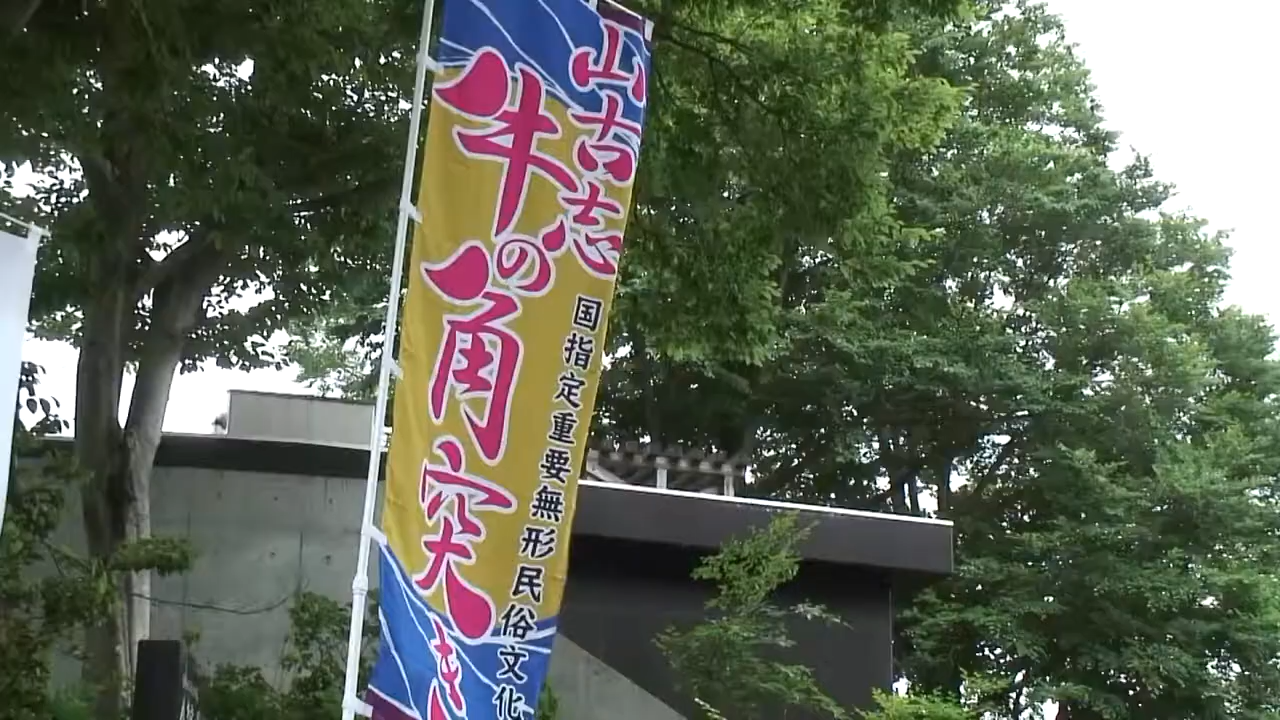 山古志
牛の角突き
国指定重要無形民俗文化